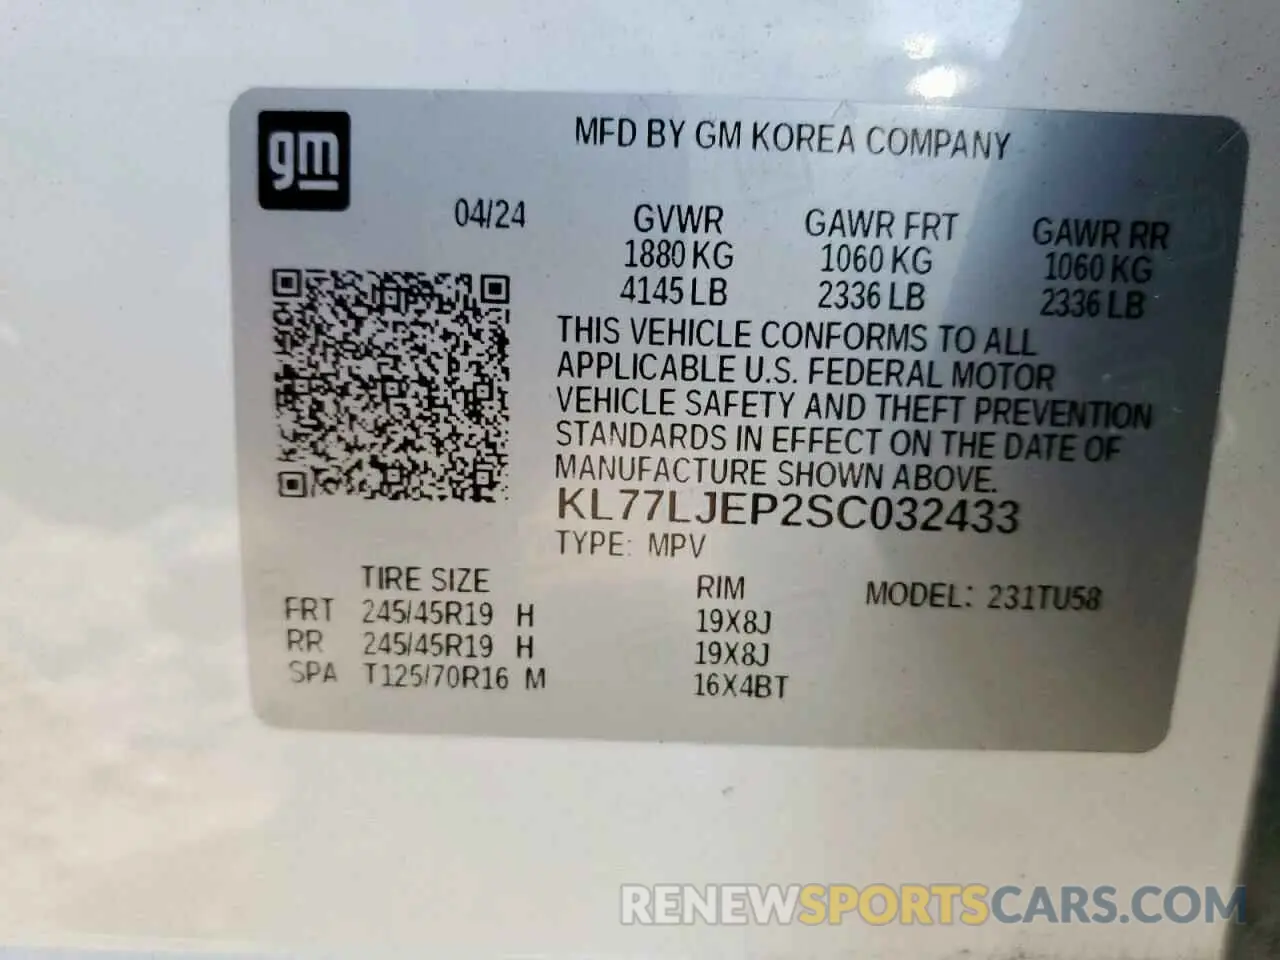 gm
MFD BY GM KOREA COMPANY
04/24 GVWR GAWR FRT GAWR RR
1880 KG 1060 KG 1060 KG
4145 LB 2336 LB 2336 LB
THIS VEHICLE CONFORMS TO ALL
APPLICABLE U.S. FEDERAL MOTOR
VEHICLE SAFETY AND THEFT PREVENTION
STANDARDS IN EFFECT ON THE DATE OF
MANUFACTURE SHOWN ABOVE.
KL77LJEP2SC032433
TYPE: MPV
TIRE SIZE RIM MODEL: 231TU58
FRT 245/45R19 H 19X8J
RR 245/45R19 H 19X8J
SPA T125/70R16 M 16X4BT
RENEWSPORTSCARS.COM